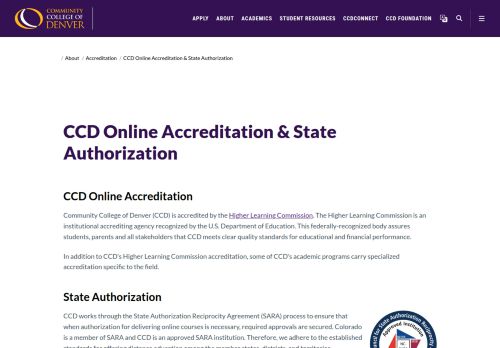 COMMUNITY
COLLEGE OF
DENVER
APPLY ABOUT ACADEMICS STUDENT RESOURCES CCDCONNECT CCD FOUNDATION
/ About / Accreditation / CCD Online Accreditation & State Authorization
CCD Online Accreditation & State
Authorization
CCD Online Accreditation
Community College of Denver (CCD) is accredited by the Higher Learning Commission. The Higher Learning Commission is an
institutional accrediting agency recognized by the U.S. Department of Education. This federally-recognized body assures
students, parents and all stakeholders that CCD meets clear quality standards for educational and financial performance.
In addition to CCD's Higher Learning Commission accreditation, some of CCD's academic programs carry specialized
accreditation specific to the field.
State Authorization
CCD works through the State Authorization Reciprocity Agreement (SARA) process to ensure that
when authorization for delivering online courses is necessary, required approvals are secured. Colorado
is a member of SARA and CCD is an approved SARA institution. Therefore, we adhere to the established
for State Authorization Reciprocity
Approved Institution
NC